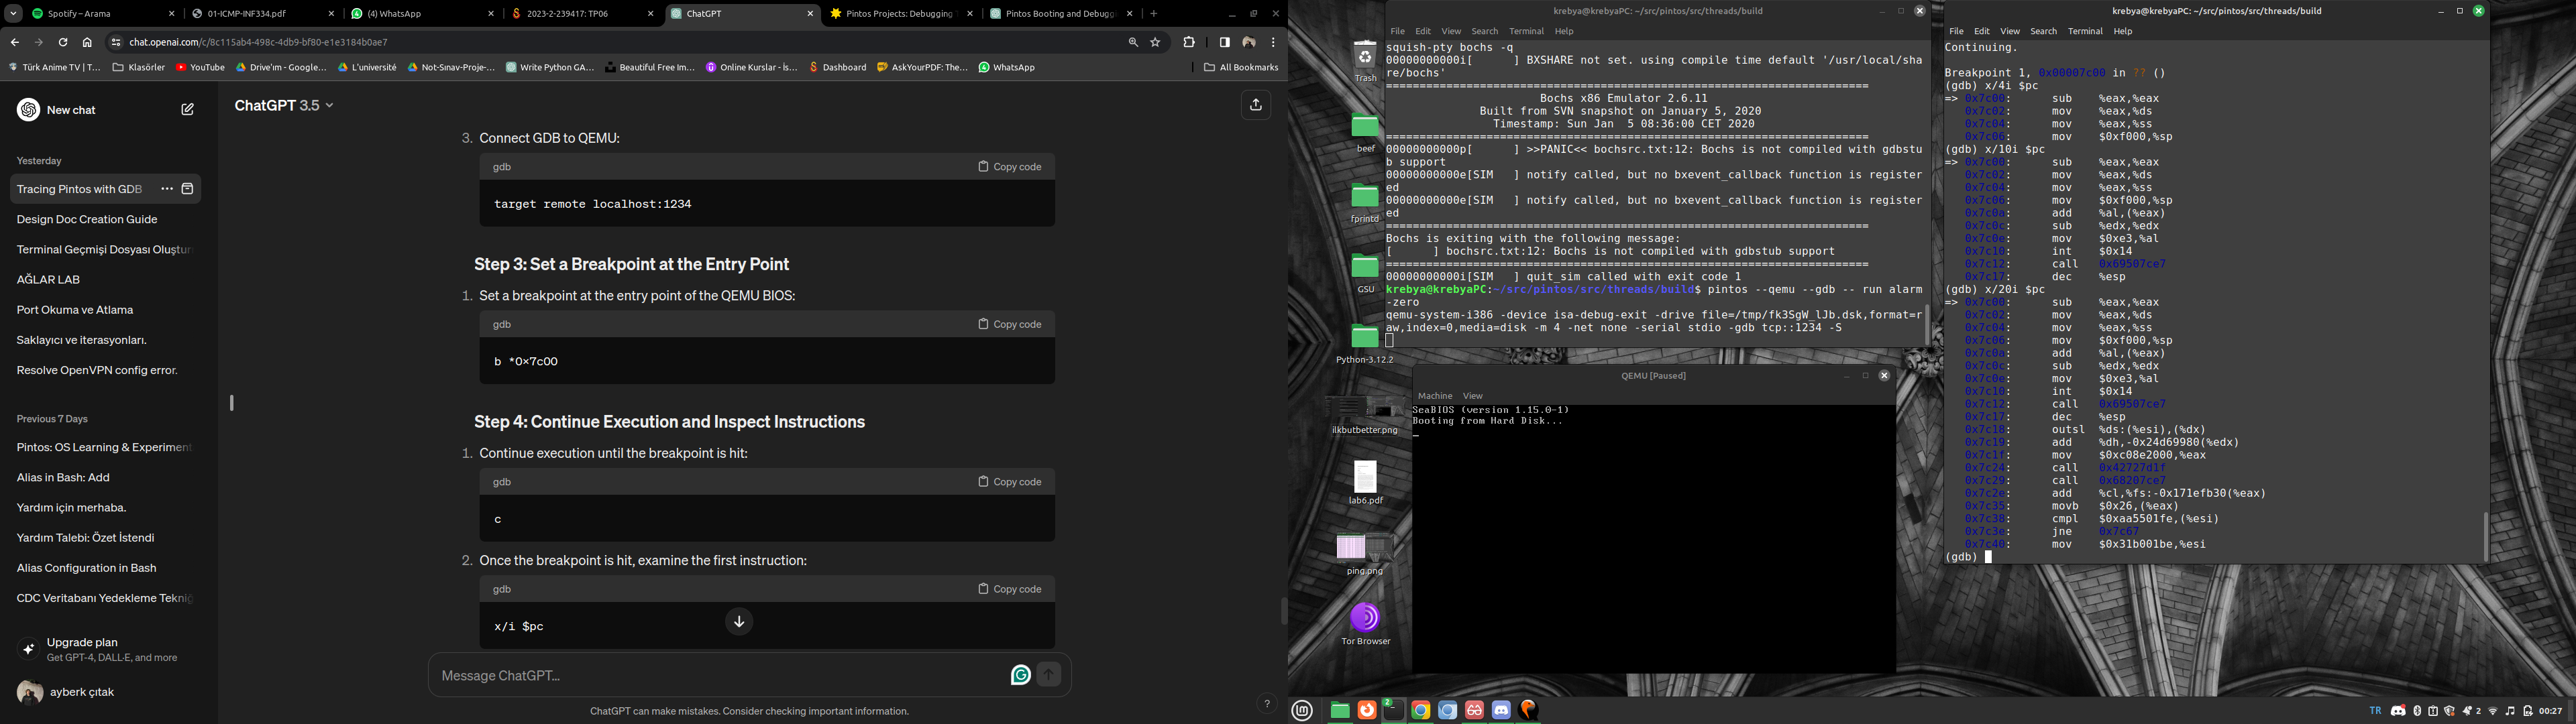 Spotify – Arama
01-ICMP-INF334.pdf
(4) WhatsApp
2023-2-239417: TP06
ChatGPT
Pintos Projects: Debugging T
Pintos Booting and Debuggi
chat.openai.com/c/8c115ab4-498c-4db9-bf80-e1e3184b0ae7
Türk Anime TV | T...
Klasörler
YouTube
Drive'ım - Google...
L'université
Not-Sınav-Proje-...
Write Python GA...
Beautiful Free Im...
Online Kurslar - İs...
Dashboard
AskYourPDF: The...
WhatsApp
All Bookmarks
New chat
Yesterday
Tracing Pintos with GDB
Design Doc Creation Guide
Terminal Geçmişi Dosyası Oluştur
AĞLAR LAB
Port Okuma ve Atlama
Saklayıcı ve iterasyonları.
Resolve OpenVPN config error.
Previous 7 Days
Pintos: OS Learning & Experiment
Alias in Bash: Add
Yardım için merhaba.
Yardım Talebi: Özet İstendi
Alias Configuration in Bash
CDC Veritabanı Yedekleme Tekniğ
Upgrade plan
Get GPT-4, DALL·E, and more
ayberk çıtak
ChatGPT 3.5
3. Connect GDB to QEMU:
gdb
Copy code
target remote localhost:1234
Step 3: Set a Breakpoint at the Entry Point
1. Set a breakpoint at the entry point of the QEMU BIOS:
gdb
Copy code
b *0x7c00
Step 4: Continue Execution and Inspect Instructions
1. Continue execution until the breakpoint is hit:
gdb
Copy code
c
2. Once the breakpoint is hit, examine the first instruction:
gdb
Copy code
x/i $pc
Message ChatGPT...
ChatGPT can make mistakes. Consider checking important information.
?
Trash
beef
fprintd
GSU
Python-3.12.2
ilkbutbetter.png
lab6.pdf
ping.png
Tor Browser
krebya@krebyaPC: ~/src/pintos/src/threads/build
File Edit View Search Terminal Help
squish-pty bochs -q
00000000000i[      ] BXSHARE not set. using compile time default '/usr/local/sha
re/bochs'
========================================================================
Bochs x86 Emulator 2.6.11
Built from SVN snapshot on January 5, 2020
Timestamp: Sun Jan  5 08:36:00 CET 2020
========================================================================
00000000000p[      ] >>PANIC<< bochsrc.txt:12: Bochs is not compiled with gdbstu
b support
00000000000e[SIM   ] notify called, but no bxevent_callback function is register
ed
00000000000e[SIM   ] notify called, but no bxevent_callback function is register
ed
========================================================================
Bochs is exiting with the following message:
[      ] bochsrc.txt:12: Bochs is not compiled with gdbstub support
========================================================================
00000000000i[SIM   ] quit_sim called with exit code 1
krebya@krebyaPC:~/src/pintos/src/threads/build$ pintos --qemu --gdb -- run alarm
-zero
qemu-system-i386 -device isa-debug-exit -drive file=/tmp/fk3SgW_lJb.dsk,format=r
aw,index=0,media=disk -m 4 -net none -serial stdio -gdb tcp::1234 -S
QEMU [Paused]
Machine View
SeaBIOS (version 1.15.0-1)
Booting from Hard Disk...
krebya@krebyaPC: ~/src/pintos/src/threads/build
File Edit View Search Terminal Help
Continuing.
Breakpoint 1, 0x00007c00 in ?? ()
(gdb) x/4i $pc
=> 0x7c00: sub %eax,%eax
0x7c02: mov %eax,%ds
0x7c04: mov %eax,%ss
0x7c06: mov $0xf000,%sp
(gdb) x/10i $pc
=> 0x7c00: sub %eax,%eax
0x7c02: mov %eax,%ds
0x7c04: mov %eax,%ss
0x7c06: mov $0xf000,%sp
0x7c0a: add %al,(%eax)
0x7c0c: sub %edx,%edx
0x7c0e: mov $0xe3,%al
0x7c10: int $0x14
0x7c12: call 0x69507ce7
0x7c17: dec %esp
(gdb) x/20i $pc
=> 0x7c00: sub %eax,%eax
0x7c02: mov %eax,%ds
0x7c04: mov %eax,%ss
0x7c06: mov $0xf000,%sp
0x7c0a: add %al,(%eax)
0x7c0c: sub %edx,%edx
0x7c0e: mov $0xe3,%al
0x7c10: int $0x14
0x7c12: call 0x69507ce7
0x7c17: dec %esp
0x7c18: outsl %ds:(%esi),(%dx)
0x7c19: add %dh,-0x24d69980(%edx)
0x7c1f: mov $0xc08e2000,%eax
0x7c24: call 0x42727d1f
0x7c29: call 0x68207ce7
0x7c2e: add %cl,%fs:-0x171efb30(%eax)
0x7c35: movb $0x26,(%eax)
0x7c38: cmpl $0xaa5501fe,(%esi)
0x7c3e: jne 0x7c67
0x7c40: mov $0x31b001be,%esi
(gdb)
2
TR
2
00:27